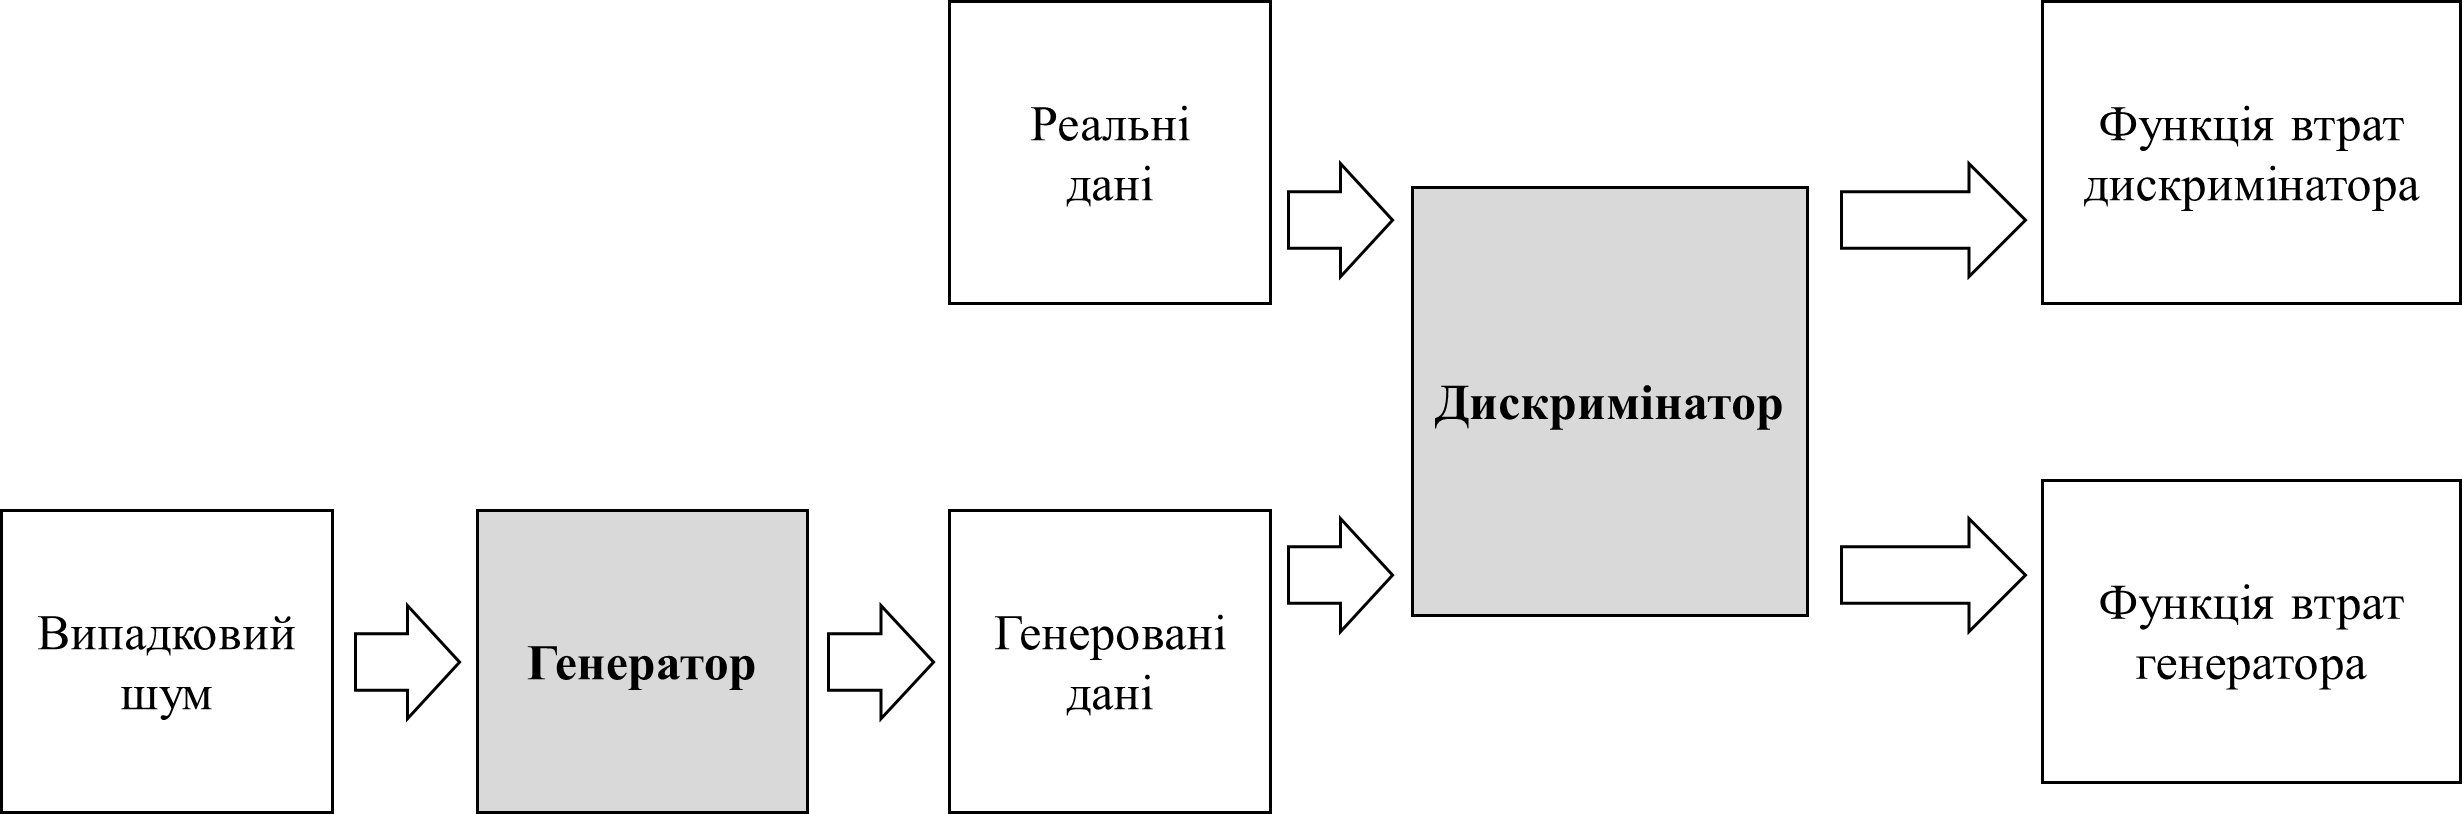 Реальні
дані
Функція втрат
дискримінатора
Дискримінатор
Випадковий
шум
Генератор
Генеровані
дані
Функція втрат
генератора